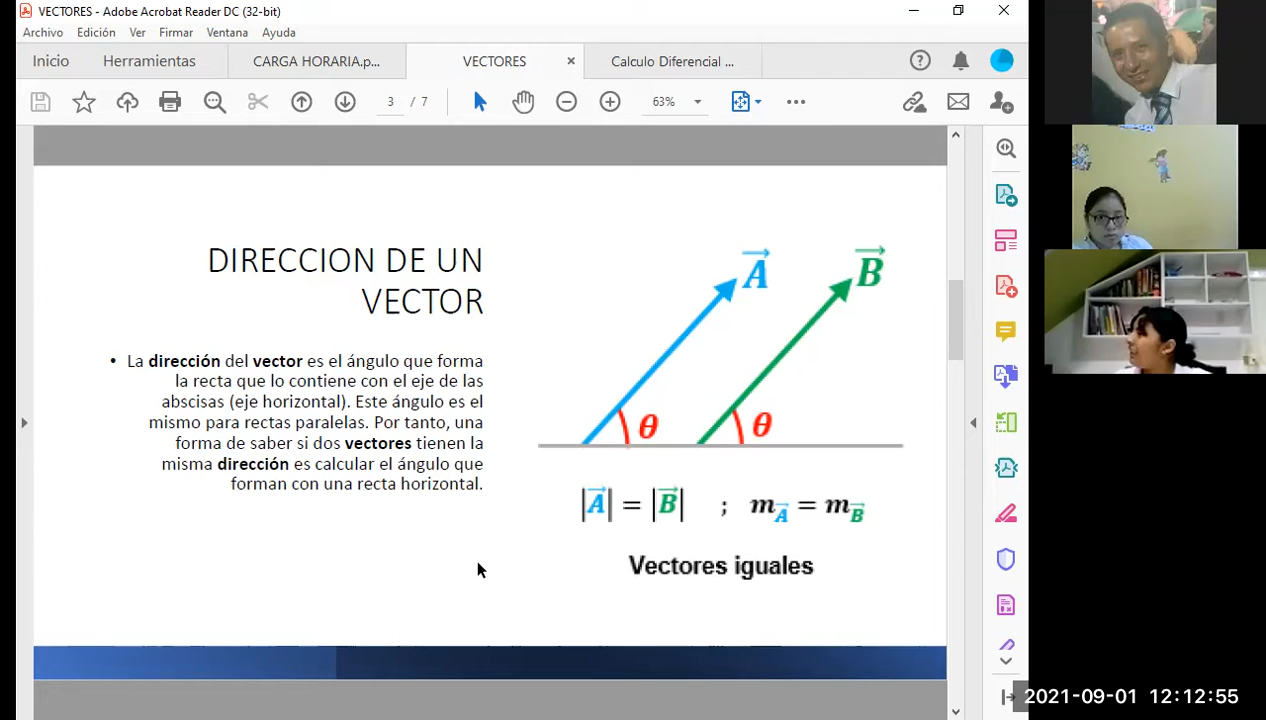 VECTORES - Adobe Acrobat Reader DC (32-bit)
Archivo Edición Ver Firmar Ventana Ayuda
Inicio Herramientas CARGA HORARIA.p... VECTORES × Calculo Diferencial ...
3 / 7 63%
DIRECCION DE UN
VECTOR
• La dirección del vector es el ángulo que forma
la recta que lo contiene con el eje de las
abscisas (eje horizontal). Este ángulo es el
mismo para rectas paralelas. Por tanto, una
forma de saber si dos vectores tienen la
misma dirección es calcular el ángulo que
forman con una recta horizontal.
A⃗ B⃗
θ θ
|A⃗| = |B⃗| ; m_A⃗ = m_B⃗
Vectores iguales
2021-09-01 12:12:55